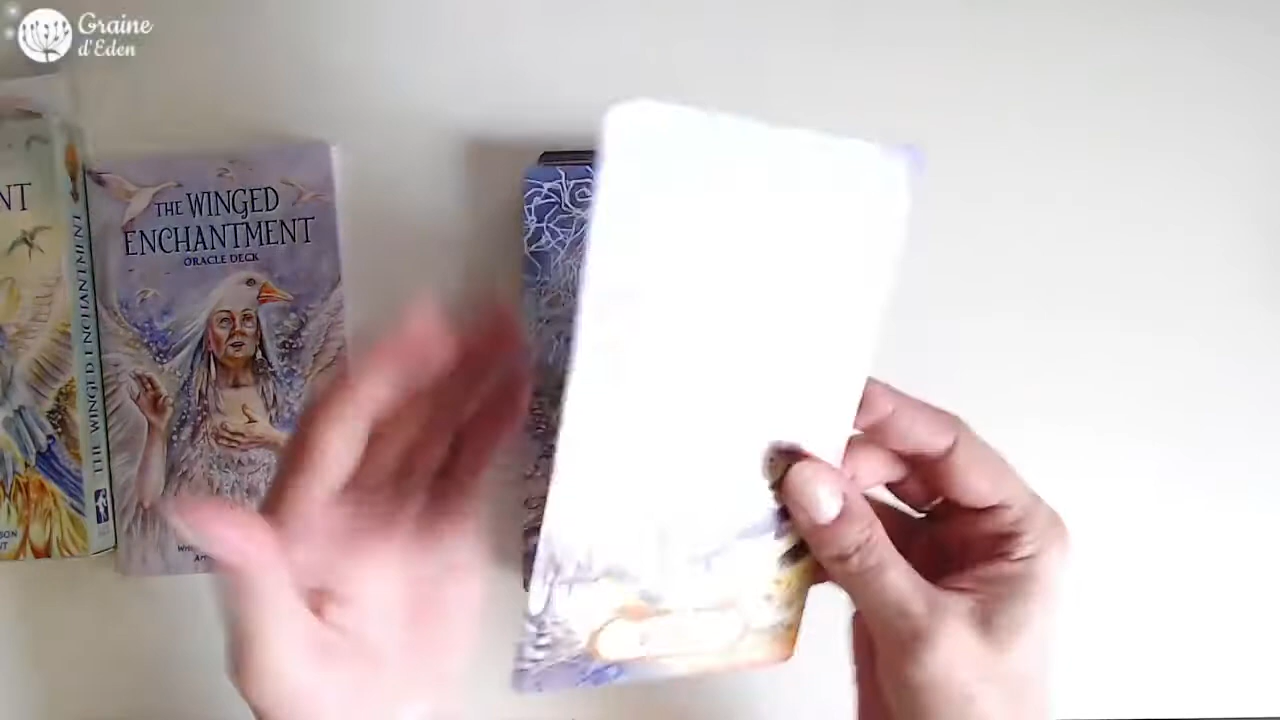 Graine
d'Eden
NT
THE WINGED ENCHANTMENT
THE WINGED
ENCHANTMENT
ORACLE DECK